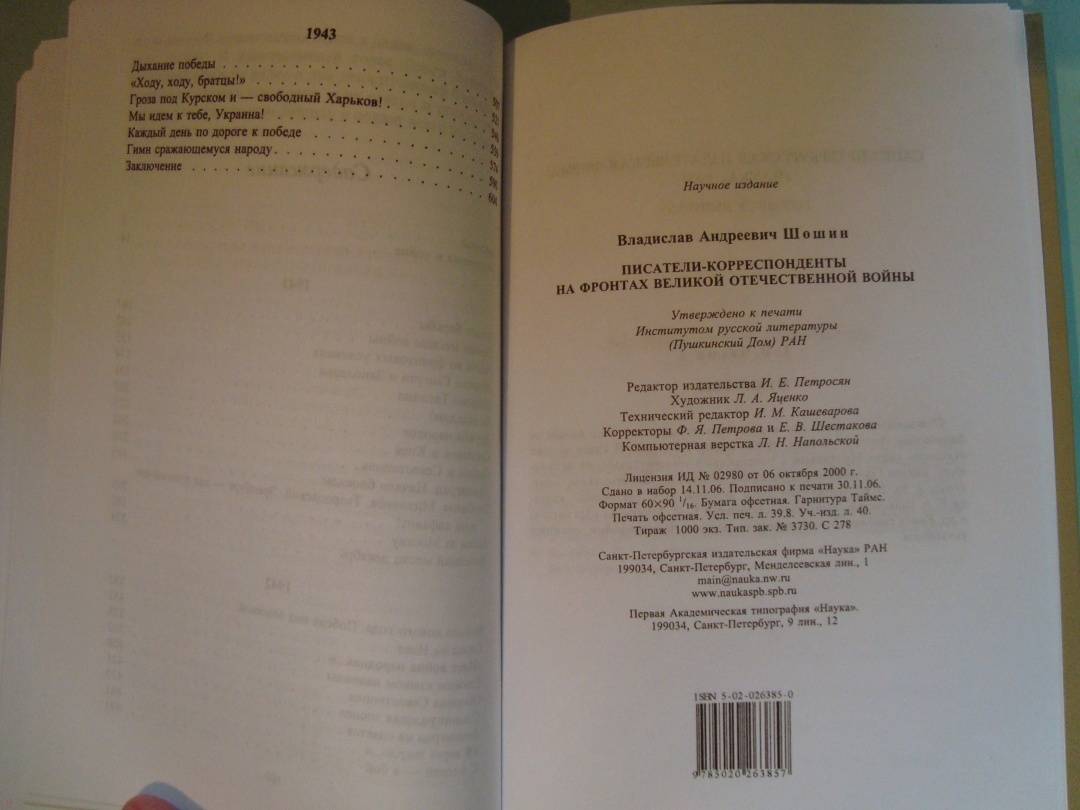 1943
Дыхание победы
«Ходу, ходу, братцы!»
Гроза под Курском и — свободный Харьков!
Мы идем к тебе, Украина!
Каждый день по дороге к победе
Гимн сражающемуся народу
Заключение
604
Научное издание
Владислав Андреевич Шошин
ПИСАТЕЛИ-КОРРЕСПОНДЕНТЫ
НА ФРОНТАХ ВЕЛИКОЙ ОТЕЧЕСТВЕННОЙ ВОЙНЫ
Утверждено к печати
Институтом русской литературы
(Пушкинский Дом) РАН
Редактор издательства И. Е. Петросян
Художник Л. А. Яценко
Технический редактор И. М. Кашеварова
Корректоры Ф. Я. Петрова и Е. В. Шестакова
Компьютерная верстка Л. Н. Напольской
Лицензия ИД № 02980 от 06 октября 2000 г.
Сдано в набор 14.11.06. Подписано к печати 30.11.06.
Формат 60×90 1/16. Бумага офсетная. Гарнитура Таймс.
Печать офсетная. Усл. печ. л. 39.8. Уч.-изд. л. 40.
Тираж 1000 экз. Тип. зак. № 3730. С 278
Санкт-Петербургская издательская фирма «Наука» РАН
199034, Санкт-Петербург, Менделеевская лин., 1
main@nauka.nw.ru
www.naukaspb.spb.ru
Первая Академическая типография «Наука».
199034, Санкт-Петербург, 9 лин., 12
ISBN 5-02-026385-0
9785020263857